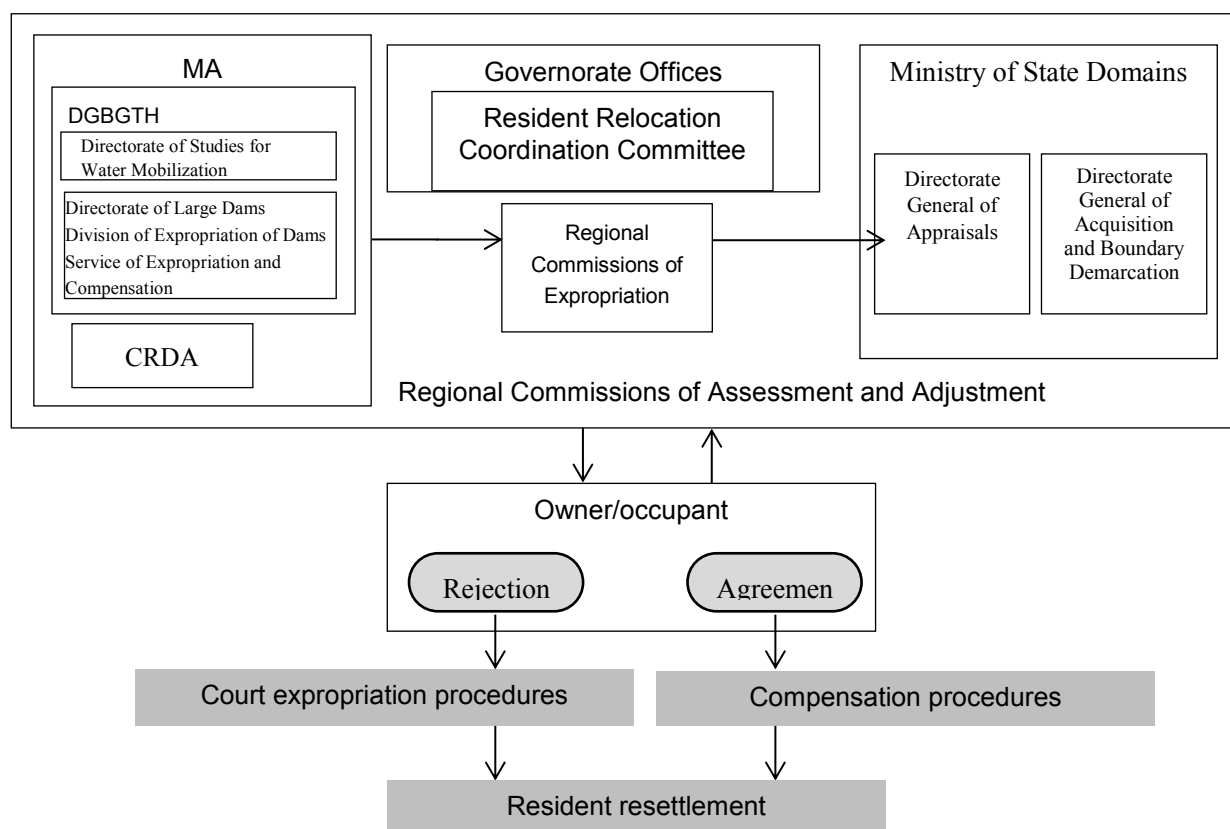 MA
DGBGTH
Directorate of Studies for
Water Mobilization
Directorate of Large Dams
Division of Expropriation of Dams
Service of Expropriation and
Compensation
CRDA
Governorate Offices
Resident Relocation
Coordination Committee
Regional
Commissions of
Expropriation
Ministry of State Domains
Directorate
General of
Appraisals
Directorate
General of
Acquisition
and Boundary
Demarcation
Regional Commissions of Assessment and Adjustment
Owner/occupant
Rejection
Agreemen
Court expropriation procedures
Compensation procedures
Resident resettlement